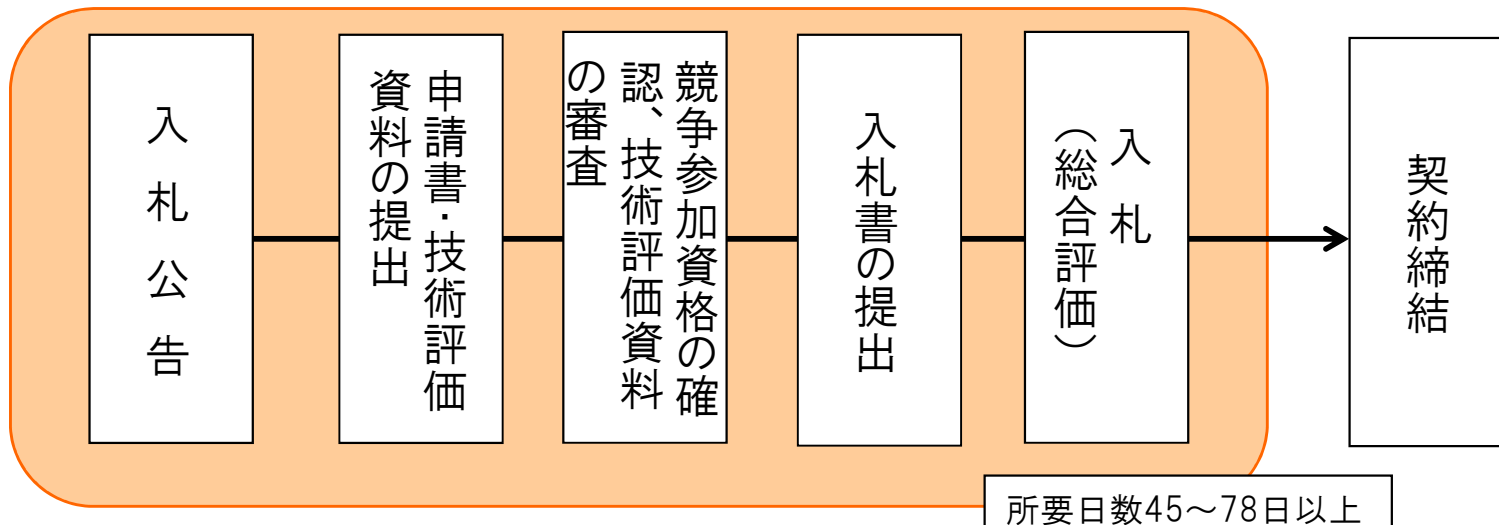 入札公告
申請書・技術評価
資料の提出
競争参加資格の確
認、技術評価資料
の審査
入札書の提出
入札
（総合評価）
契約締結
所要日数45～78日以上